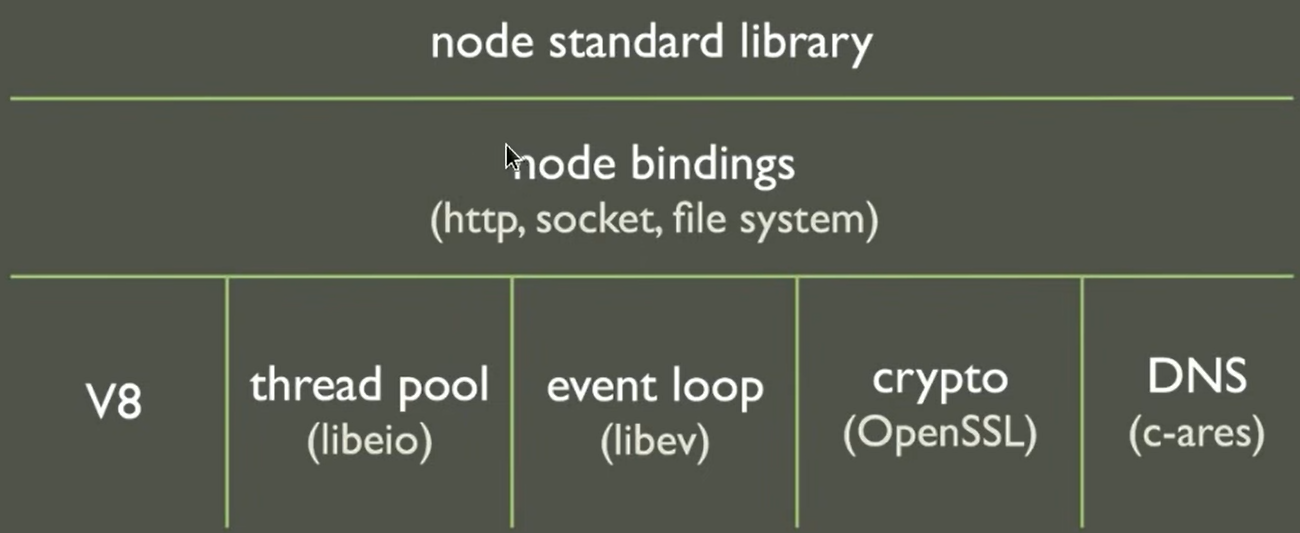 node standard library
node bindings
(http, socket, file system)
V8
thread pool
(libeio)
event loop
(libev)
crypto
(OpenSSL)
DNS
(c-ares)